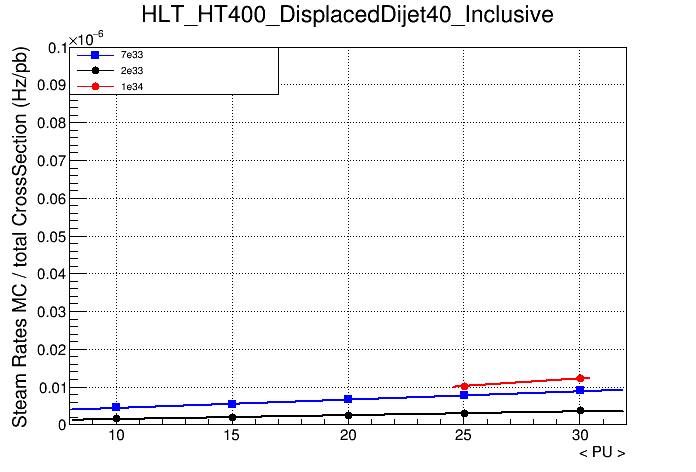 HLT_HT400_DisplacedDijet40_Inclusive
×10⁻⁶
7e33
2e33
1e34
Steam Rates MC / total CrossSection (Hz/pb)
0.1
0.09
0.08
0.07
0.06
0.05
0.04
0.03
0.02
0.01
0
10 15 20 25 30
< PU >